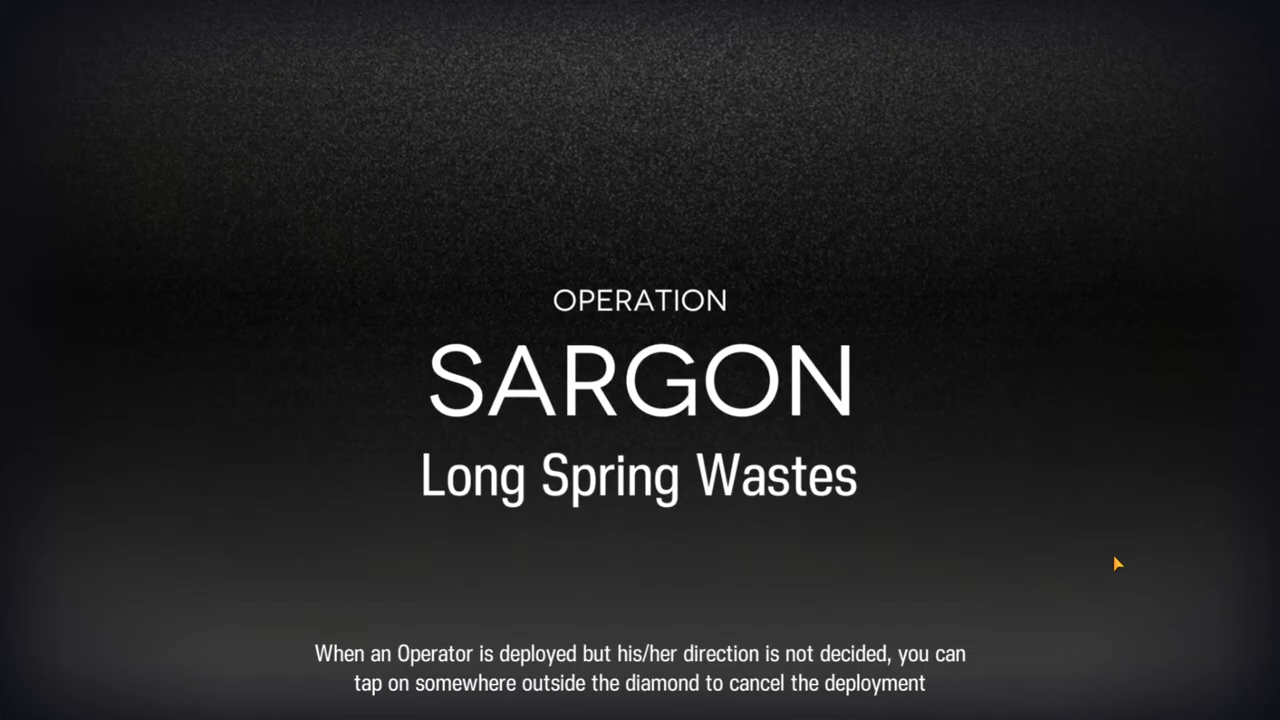 OPERATION
SARGON
Long Spring Wastes
When an Operator is deployed but his/her direction is not decided, you can
tap on somewhere outside the diamond to cancel the deployment